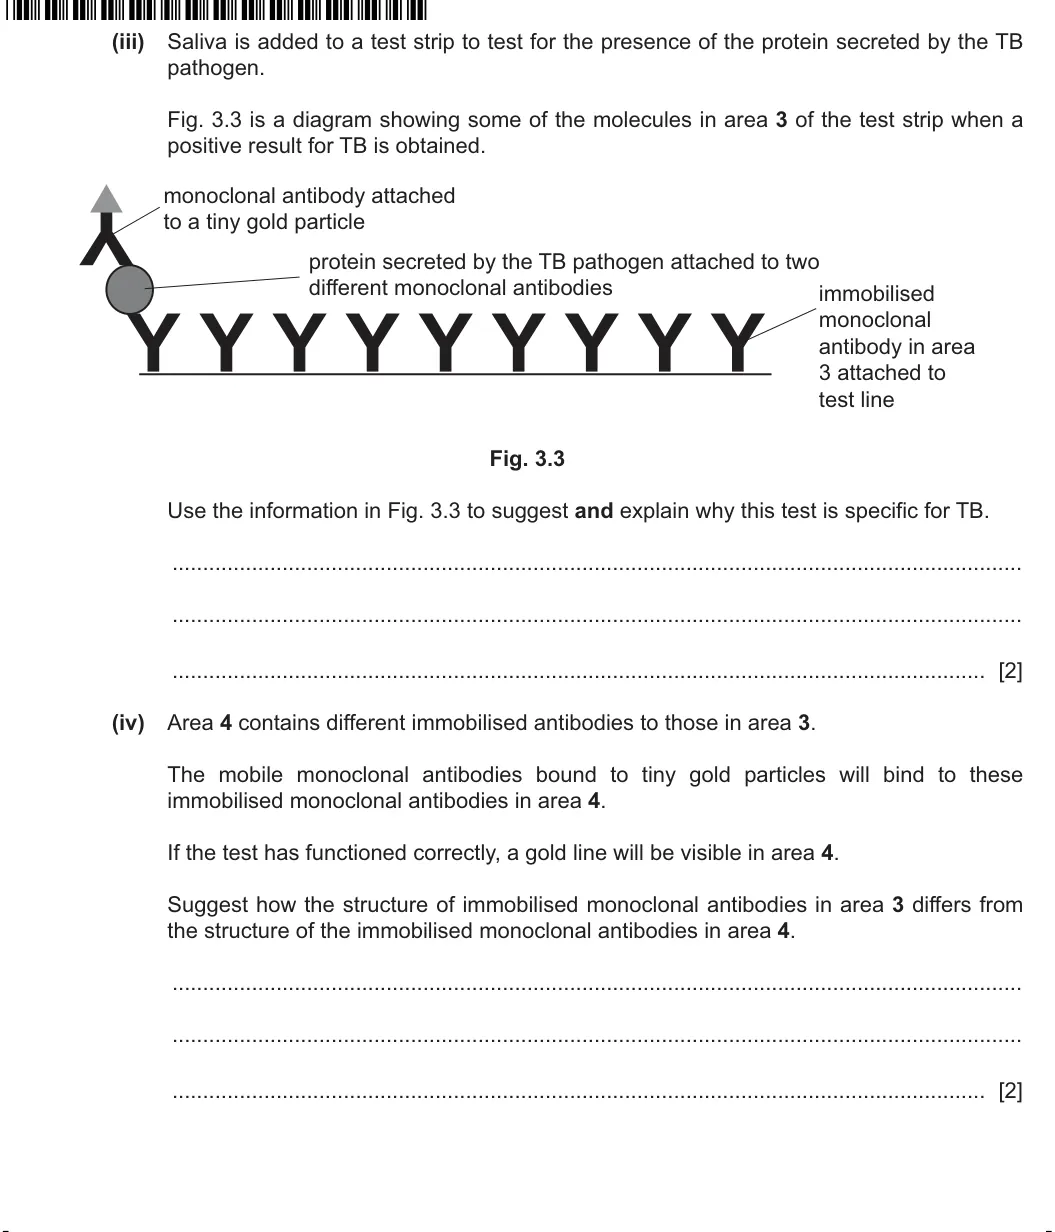 (iii) Saliva is added to a test strip to test for the presence of the protein secreted by the TB
pathogen.
Fig. 3.3 is a diagram showing some of the molecules in area 3 of the test strip when a
positive result for TB is obtained.
monoclonal antibody attached
to a tiny gold particle
protein secreted by the TB pathogen attached to two
different monoclonal antibodies
immobilised
monoclonal
antibody in area
3 attached to
test line
Fig. 3.3
Use the information in Fig. 3.3 to suggest and explain why this test is specific for TB.
...................................................................................................................................................
...................................................................................................................................................
............................................................................................................................................. [2]
(iv) Area 4 contains different immobilised antibodies to those in area 3.
The mobile monoclonal antibodies bound to tiny gold particles will bind to these
immobilised monoclonal antibodies in area 4.
If the test has functioned correctly, a gold line will be visible in area 4.
Suggest how the structure of immobilised monoclonal antibodies in area 3 differs from
the structure of the immobilised monoclonal antibodies in area 4.
...................................................................................................................................................
...................................................................................................................................................
............................................................................................................................................. [2]